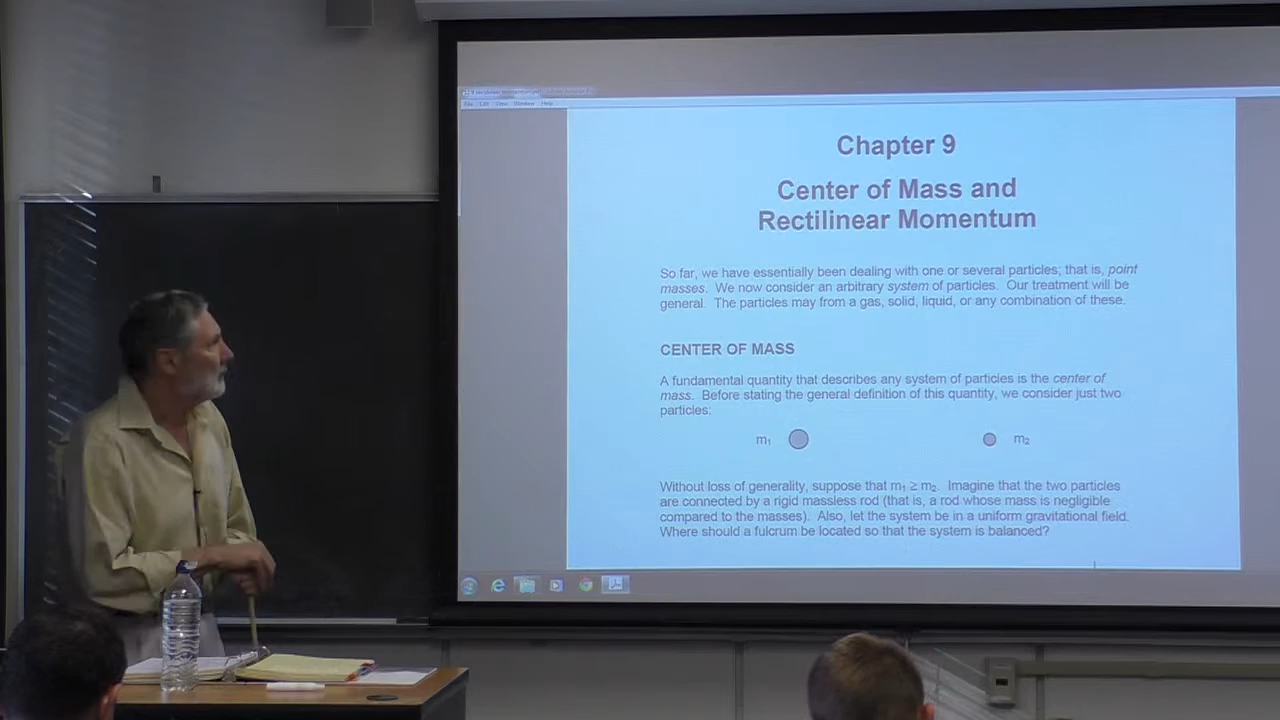 File Edit View Window Help
Chapter 9
Center of Mass and
Rectilinear Momentum
So far, we have essentially been dealing with one or several particles; that is, point
masses. We now consider an arbitrary system of particles. Our treatment will be
general. The particles may from a gas, solid, liquid, or any combination of these.
CENTER OF MASS
A fundamental quantity that describes any system of particles is the center of
mass. Before stating the general definition of this quantity, we consider just two
particles:
m₁ m₂
Without loss of generality, suppose that m₁ ≥ m₂. Imagine that the two particles
are connected by a rigid massless rod (that is, a rod whose mass is negligible
compared to the masses). Also, let the system be in a uniform gravitational field.
Where should a fulcrum be located so that the system is balanced?